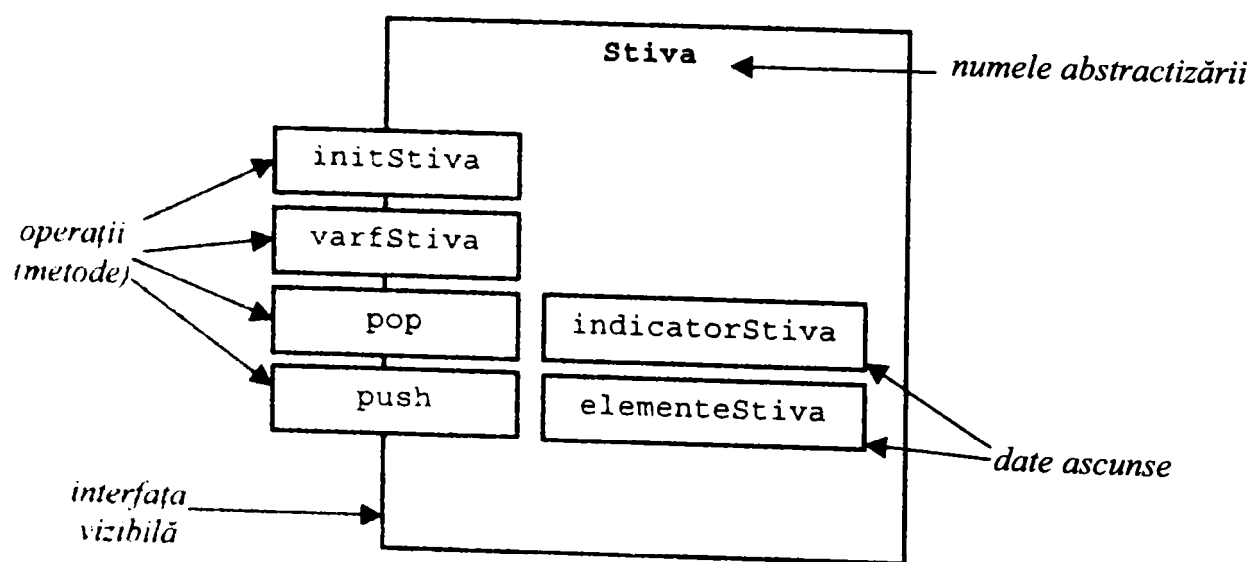 Stiva
numele abstractizării
initStiva
operații
(metode)
varfStiva
pop
indicatorStiva
push
elementeStiva
date ascunse
interfața
vizibilă